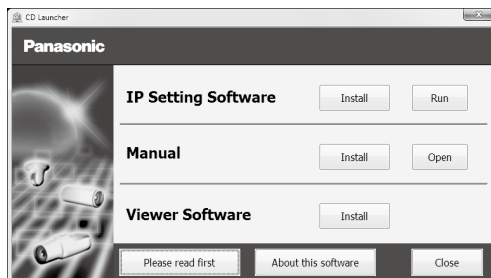 CD Launcher
Panasonic
IP Setting Software Install Run
Manual Install Open
Viewer Software Install
Please read first About this software Close